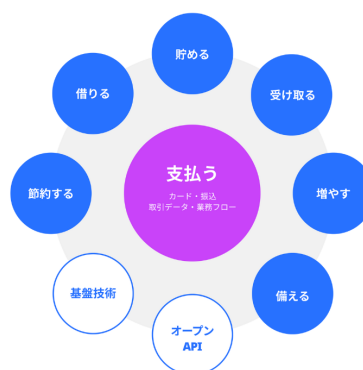 貯める
借りる
受け取る
支払う
カード・振込
取引データ・業務フロー
節約する
増やす
基盤技術
備える
オープン
API